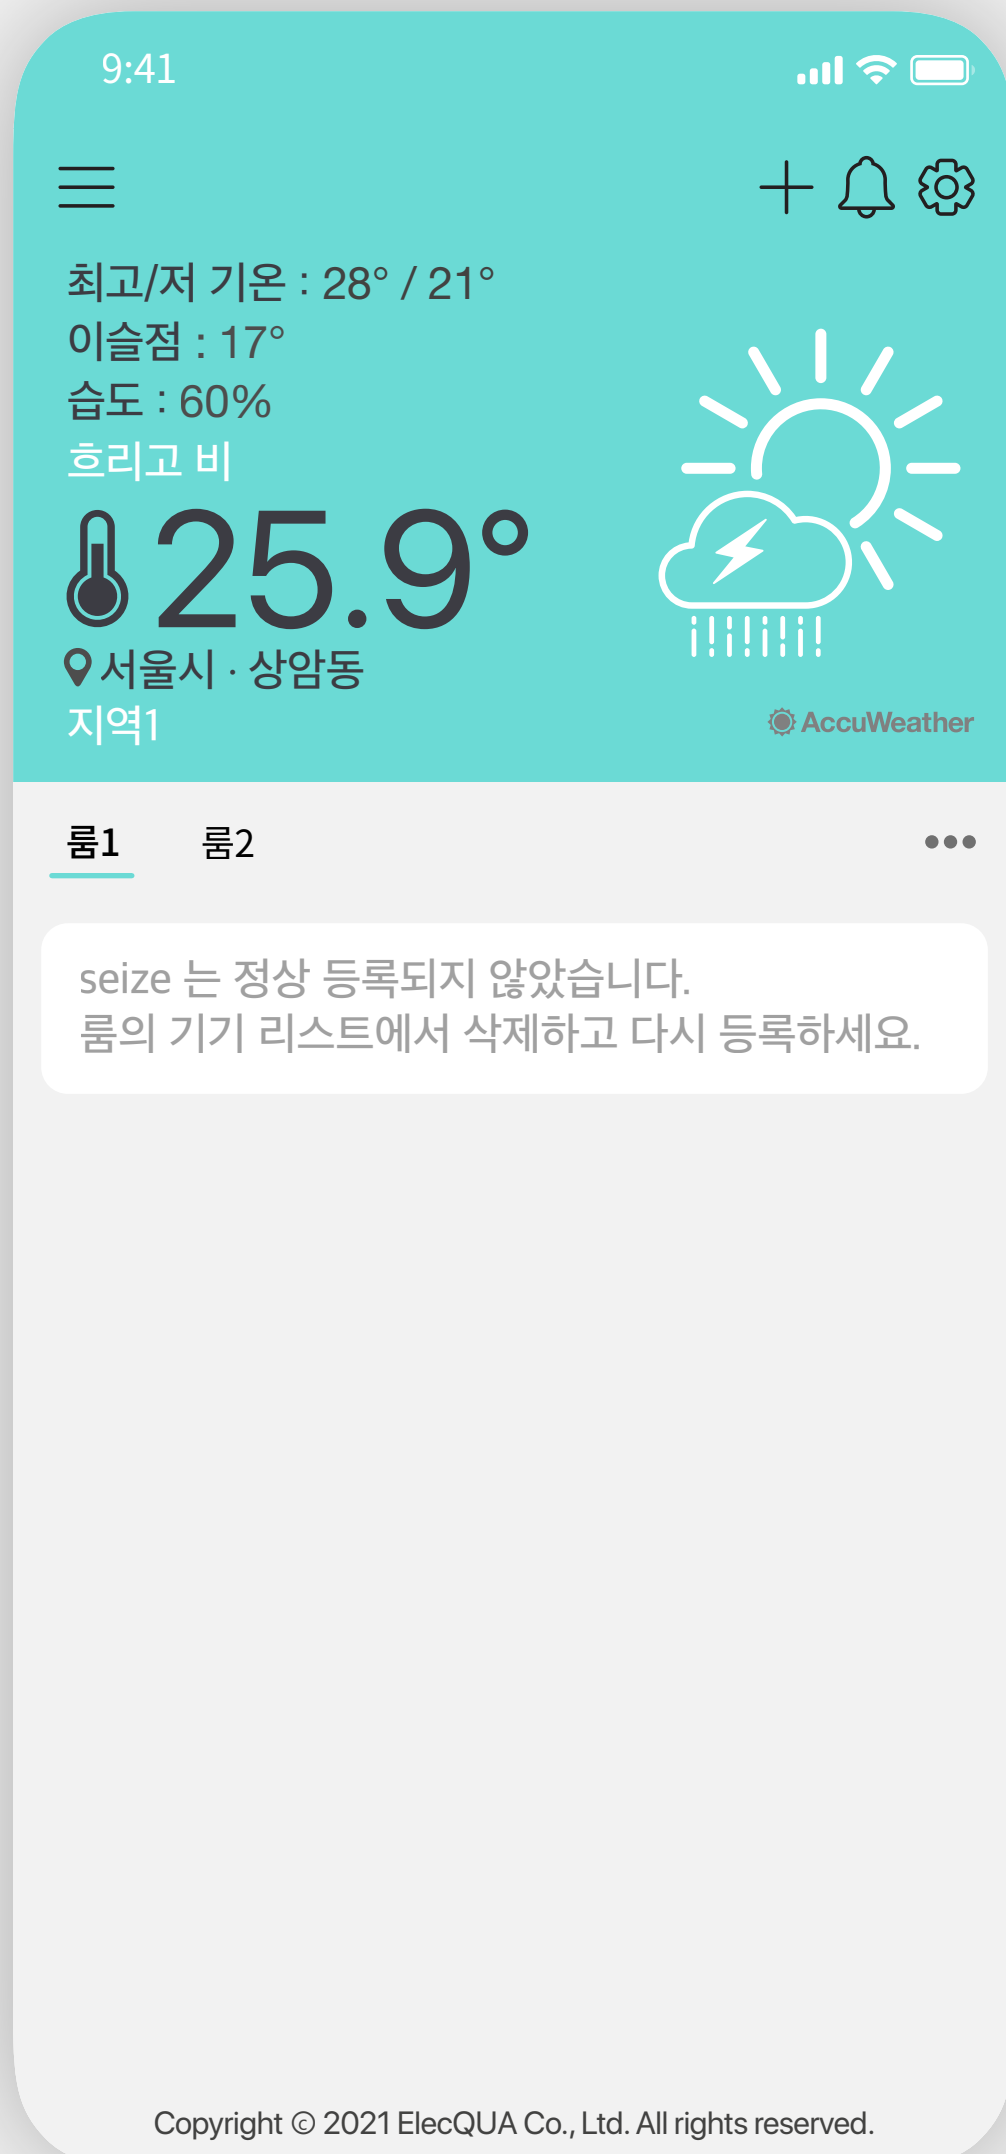 9:41
최고/저 기온 : 28° / 21°
이슬점 : 17°
습도 : 60%
흐리고 비
25.9°
서울시 · 상암동
지역1
AccuWeather
룸1 룸2
seize 는 정상 등록되지 않았습니다.
룸의 기기 리스트에서 삭제하고 다시 등록하세요.
Copyright © 2021 ElecQUA Co., Ltd. All rights reserved.